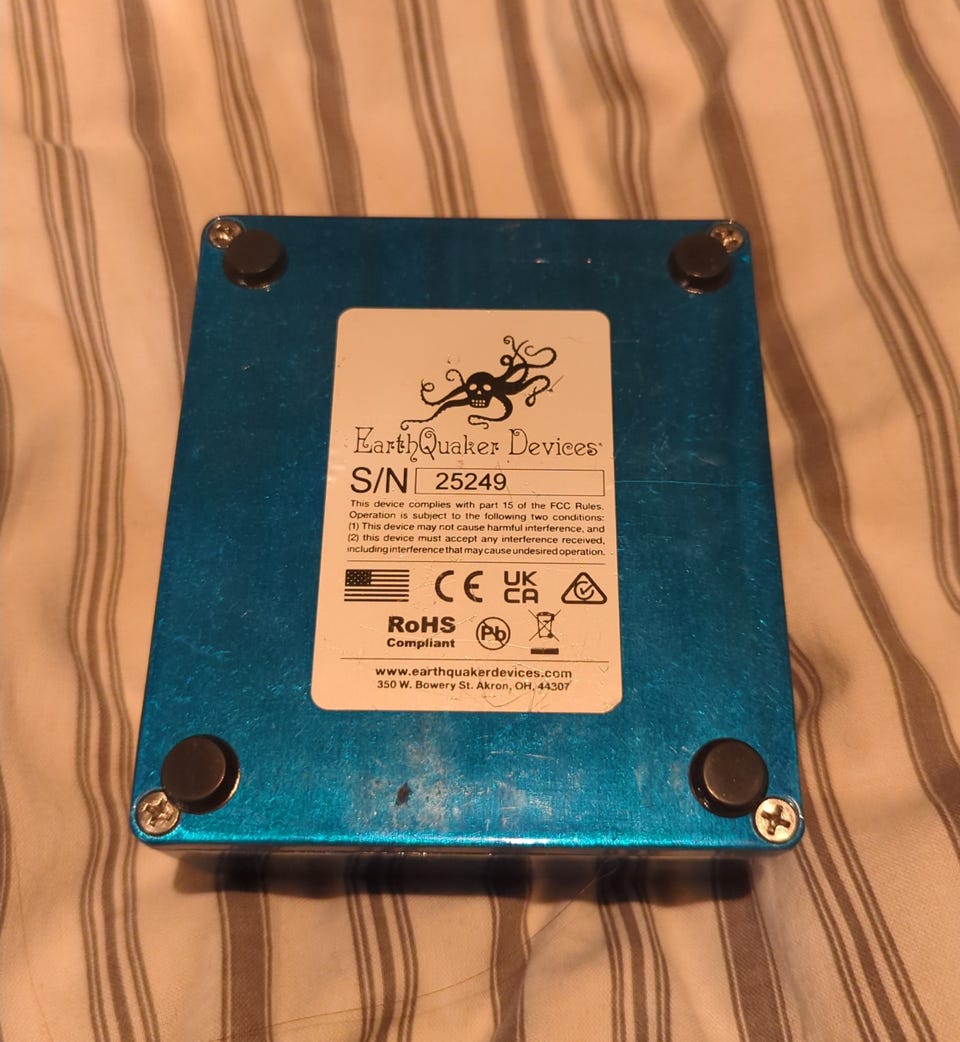 EarthQuaker Devices
S/N 25249
This device complies with part 15 of the FCC Rules.
Operation is subject to the following two conditions:
(1) This device may not cause harmful interference, and
(2) this device must accept any interference received,
including interference that may cause undesired operation.
CE UK
CA
RoHS
Compliant
Pb
www.earthquakerdevices.com
350 W. Bowery St. Akron, OH, 44307